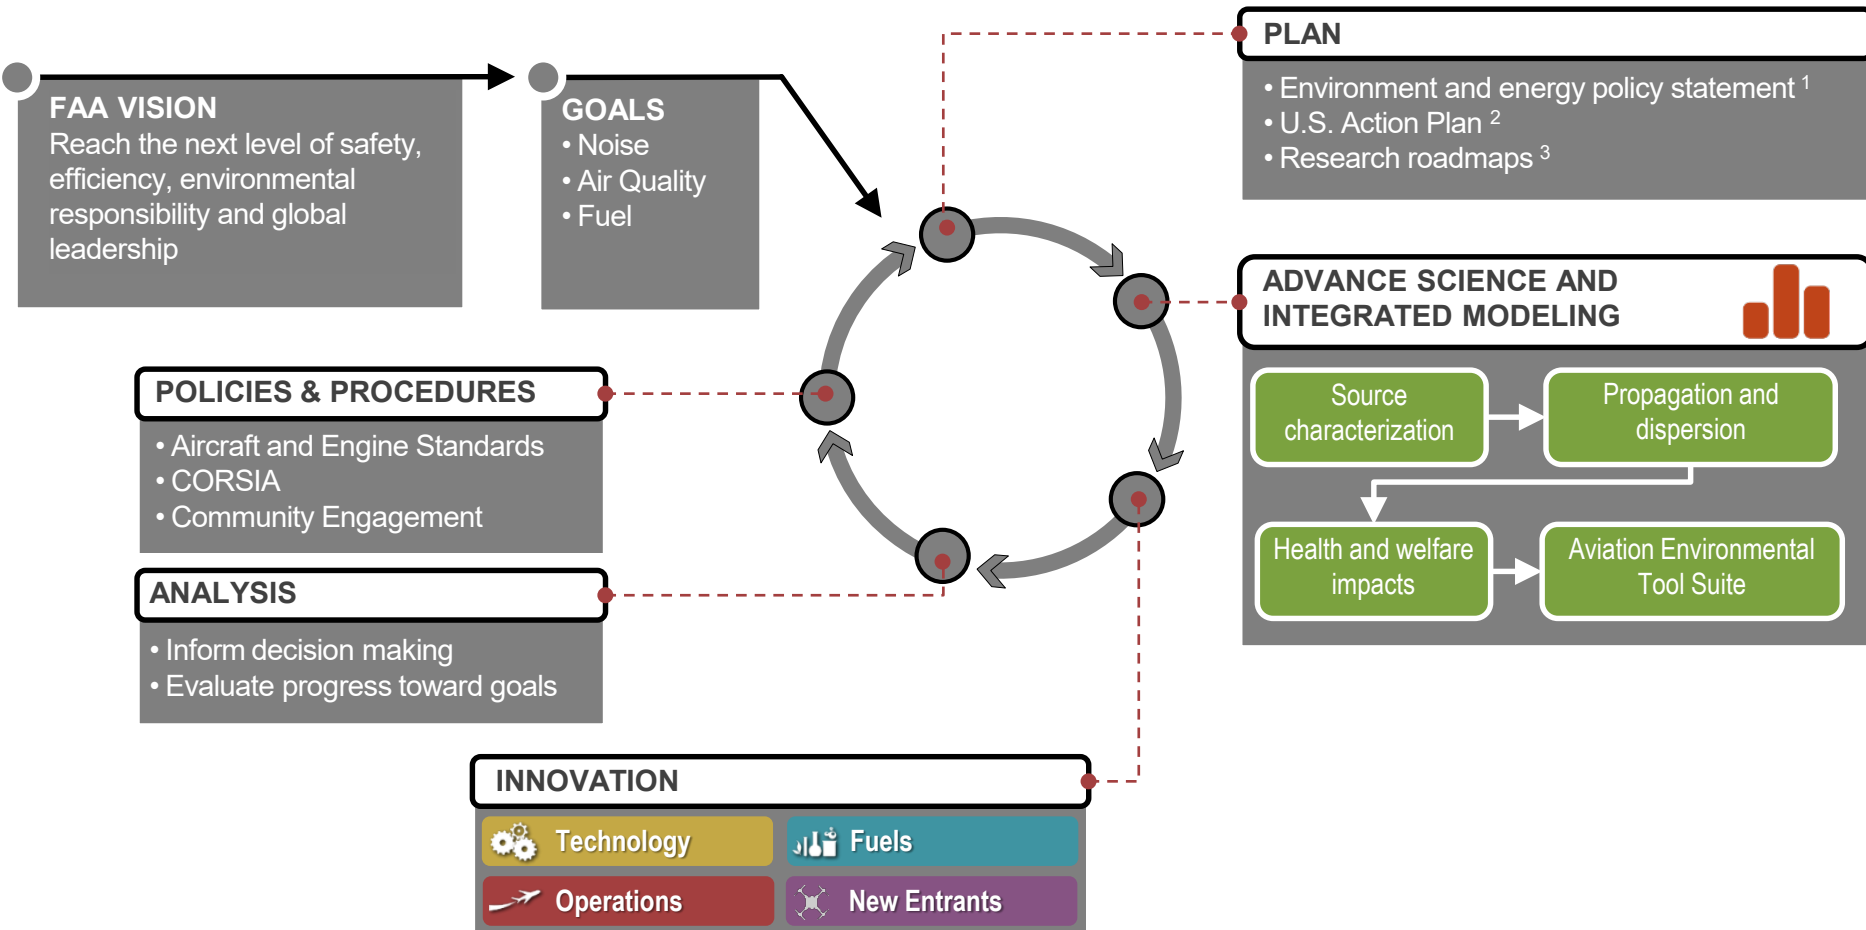 FAA VISION
Reach the next level of safety,
efficiency, environmental
responsibility and global
leadership
GOALS
• Noise
• Air Quality
• Fuel
PLAN
• Environment and energy policy statement 1
• U.S. Action Plan 2
• Research roadmaps 3
ADVANCE SCIENCE AND
INTEGRATED MODELING
Source
characterization
Propagation and
dispersion
Health and welfare
impacts
Aviation Environmental
Tool Suite
POLICIES & PROCEDURES
• Aircraft and Engine Standards
• CORSIA
• Community Engagement
ANALYSIS
• Inform decision making
• Evaluate progress toward goals
INNOVATION
Technology
Fuels
Operations
New Entrants